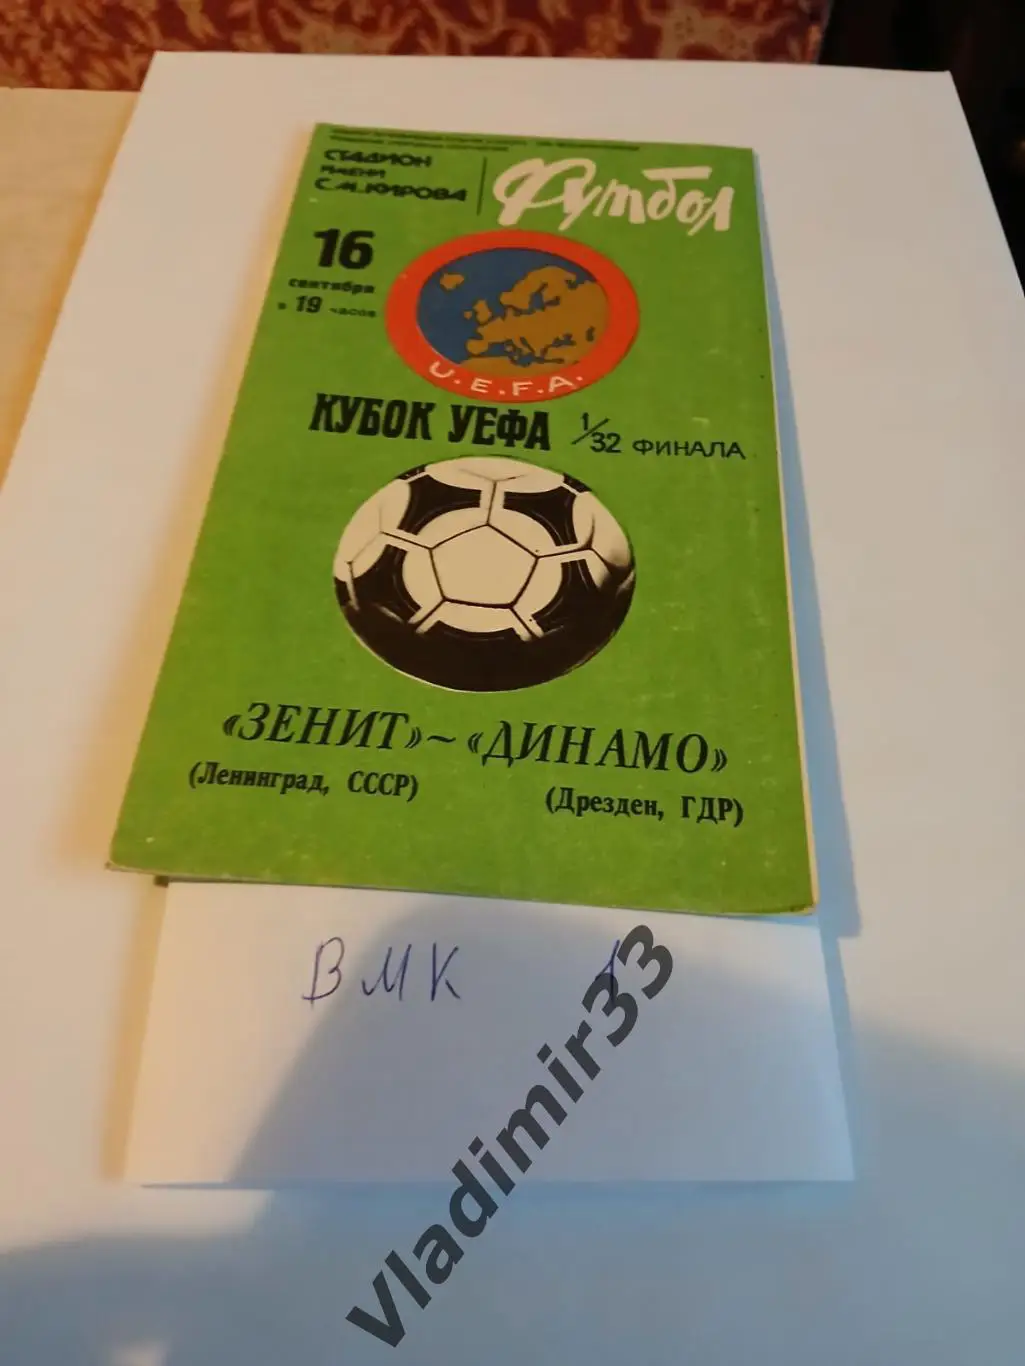 СТАДИОН
ИМЕНИ
С.М.КИРОВА
Футбол
16
сентября
в 19 часов
U.E.F.A.
КУБОК УЕФА 1/32 ФИНАЛА
«ЗЕНИТ» ~ «ДИНАМО»
(Ленинград, СССР)
(Дрезден, ГДР)
ВМК 1
Vladimir33